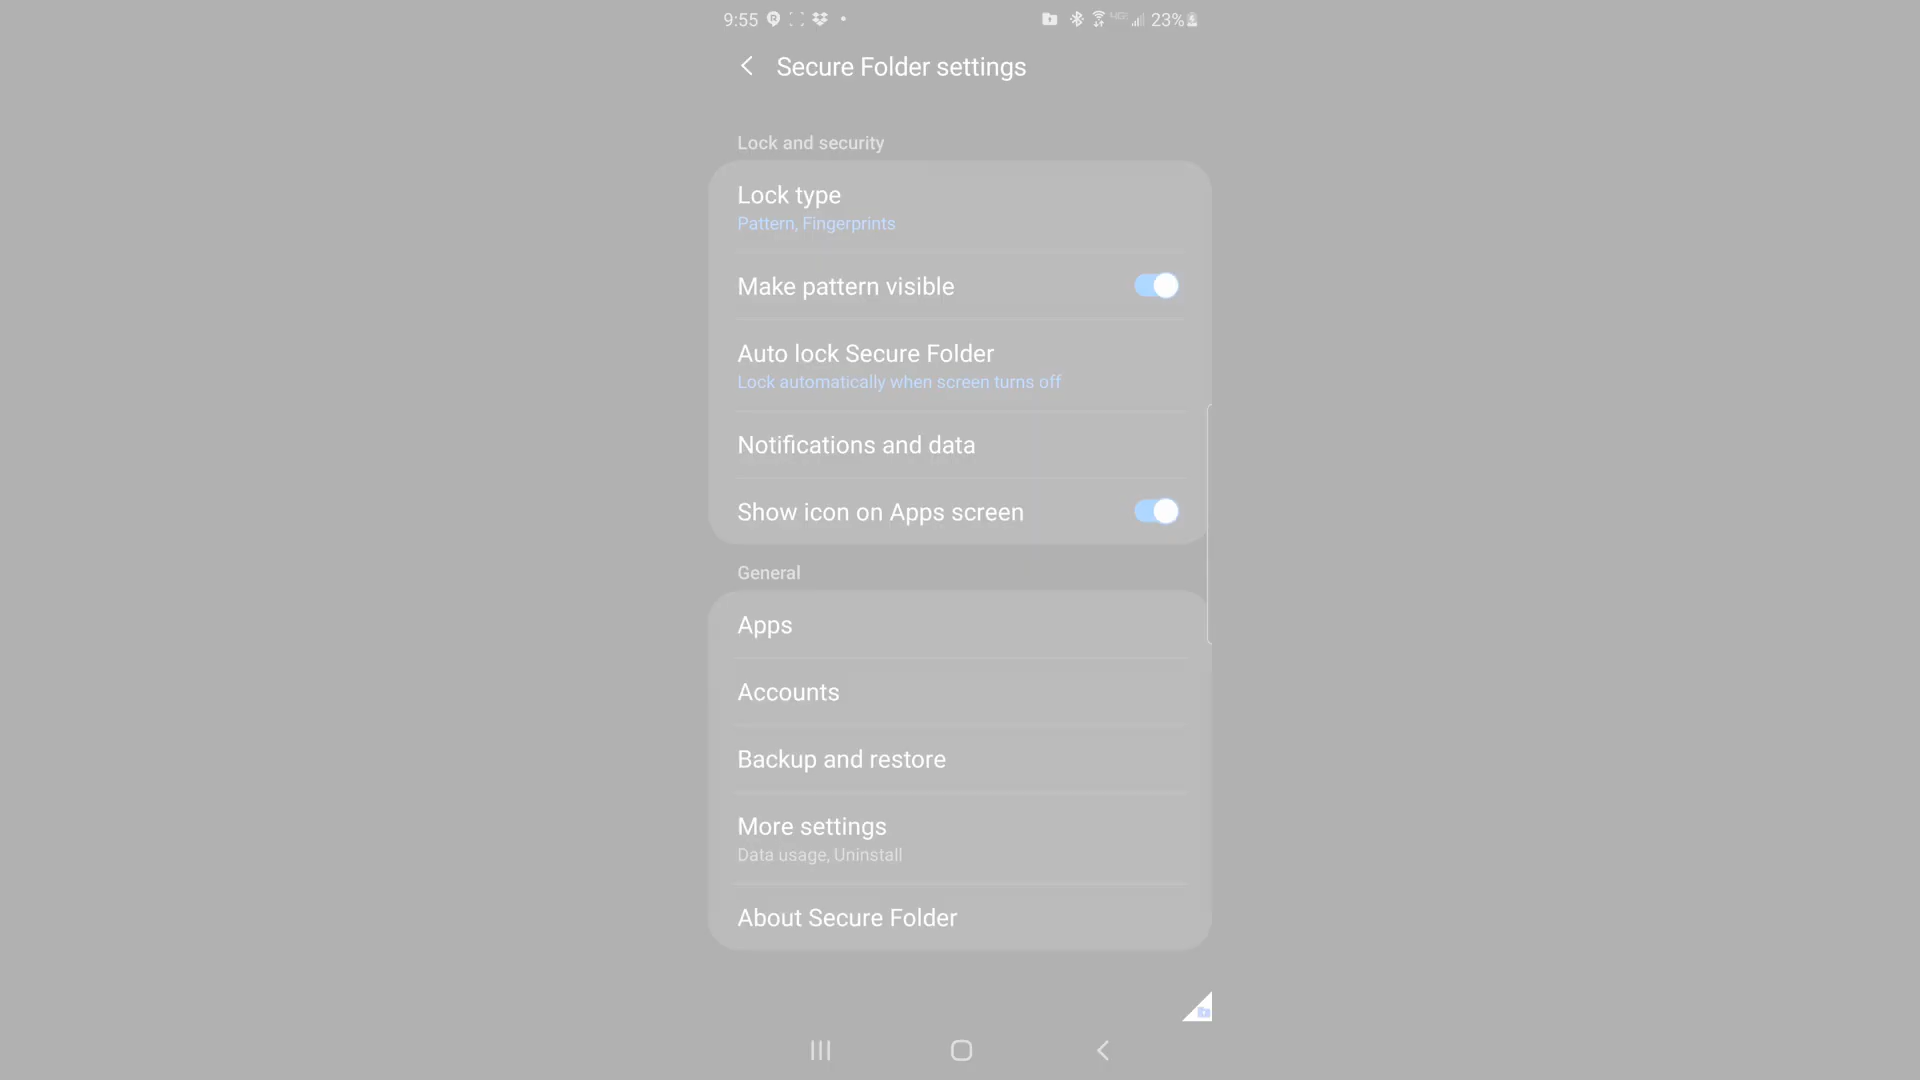 9:55 23%
Secure Folder settings
Lock and security
Lock type
Pattern, Fingerprints
Make pattern visible
Auto lock Secure Folder
Lock automatically when screen turns off
Notifications and data
Show icon on Apps screen
General
Apps
Accounts
Backup and restore
More settings
Data usage, Uninstall
About Secure Folder